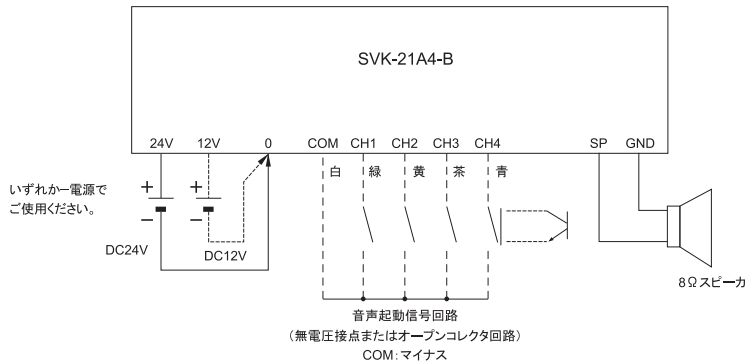 SVK-21A4-B
24V 12V 0 COM CH1 CH2 CH3 CH4 SP GND
白 緑 黄 茶 青
いずれか一電源で
ご使用ください。
+ +
− −
DC24V DC12V
8Ωスピーカ
音声起動信号回路
(無電圧接点またはオープンコレクタ回路)
COM:マイナス